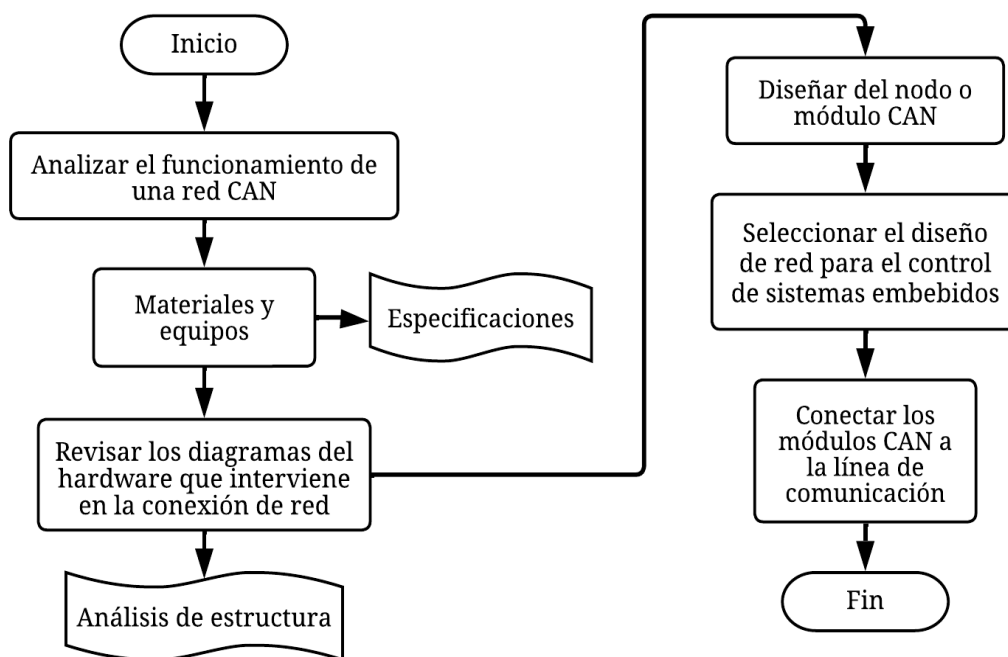 Inicio
Analizar el funcionamiento de
una red CAN
Materiales y
equipos
Especificaciones
Revisar los diagramas del
hardware que interviene
en la conexión de red
Análisis de estructura
Diseñar del nodo o
módulo CAN
Seleccionar el diseño
de red para el control
de sistemas embebidos
Conectar los
módulos CAN a
la línea de
comunicación
Fin